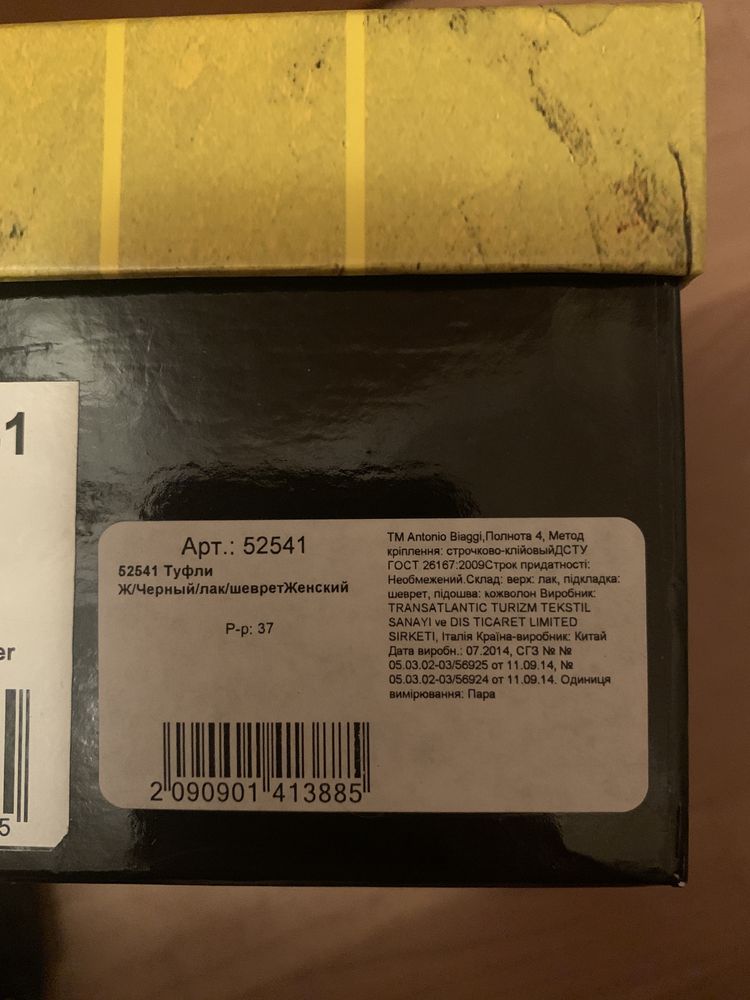 1
er
5
Арт.: 52541
52541 Туфли
Ж/Черный/лак/шевретЖенский
Р-р: 37
2 090901 413885
ТМ Antonio Biaggi,Полнота 4, Метод
кріплення: строчково-клійовыйДСТУ
ГОСТ 26167:2009Строк придатності:
Необмежений.Склад: верх: лак, підкладка:
шеврет, підошва: кожволон Виробник:
TRANSATLANTIC TURIZM TEKSTIL
SANAYI ve DIS TICARET LIMITED
SIRKETI, Італія Країна-виробник: Китай
Дата виробн.: 07.2014, СГЗ № №
05.03.02-03/56925 от 11.09.14, №
05.03.02-03/56924 от 11.09.14. Одиниця
вимірювання: Пара